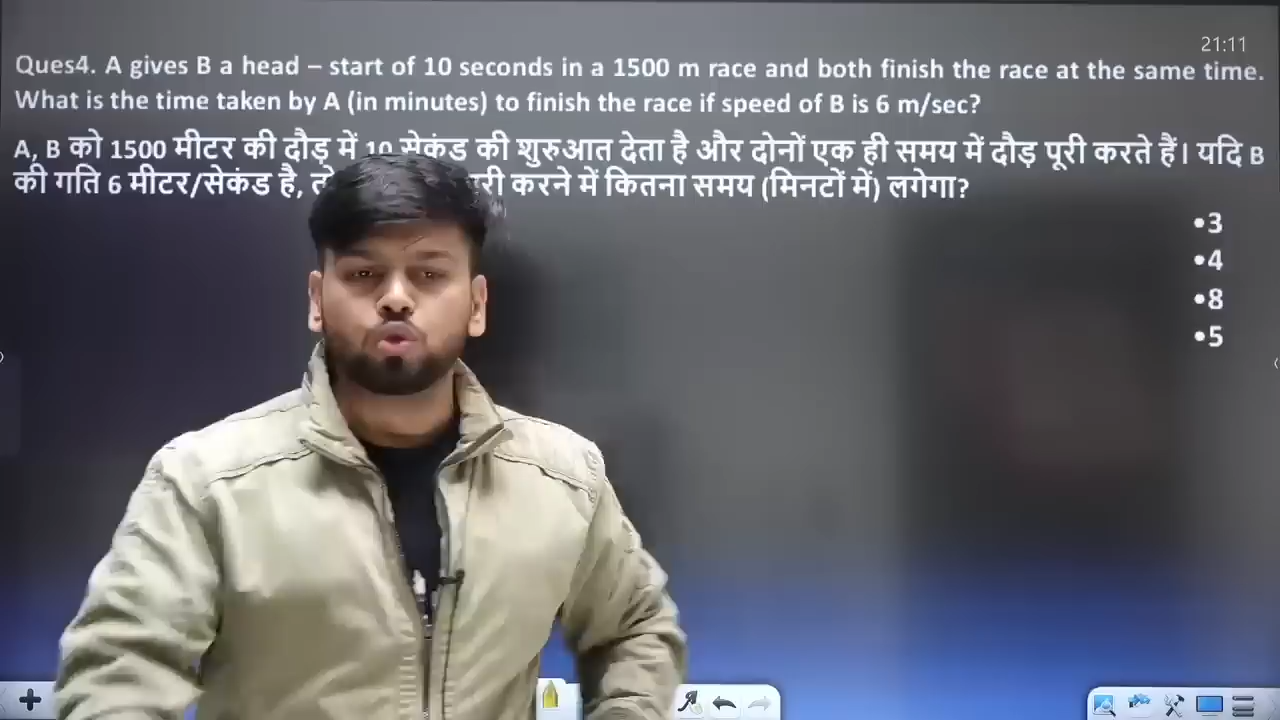 21:11
Ques4. A gives B a head – start of 10 seconds in a 1500 m race and both finish the race at the same time.
What is the time taken by A (in minutes) to finish the race if speed of B is 6 m/sec?
A, B को 1500 मीटर की दौड़ में 10 सेकंड की शुरुआत देता है और दोनों एक ही समय में दौड़ पूरी करते हैं। यदि B
की गति 6 मीटर/सेकंड है, करने में कितना समय (मिनटों में) लगेगा?
•3
•4
•8
•5